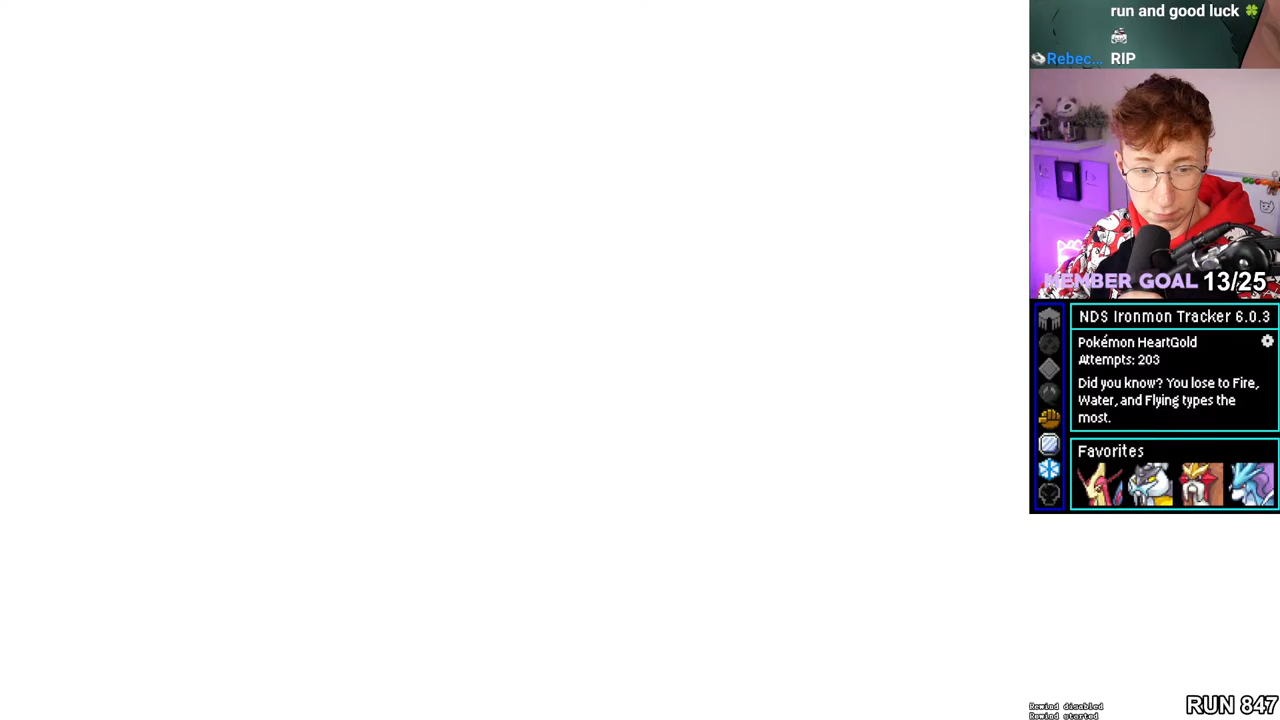 run and good luck 🍀
Rebec... RIP
MEMBER GOAL 13/25
NDS Ironmon Tracker 6.0.3
Pokémon HeartGold
Attempts: 203
Did you know? You lose to Fire,
Water, and Flying types the
most.
Favorites
Rewind disabled
Rewind started
RUN 847